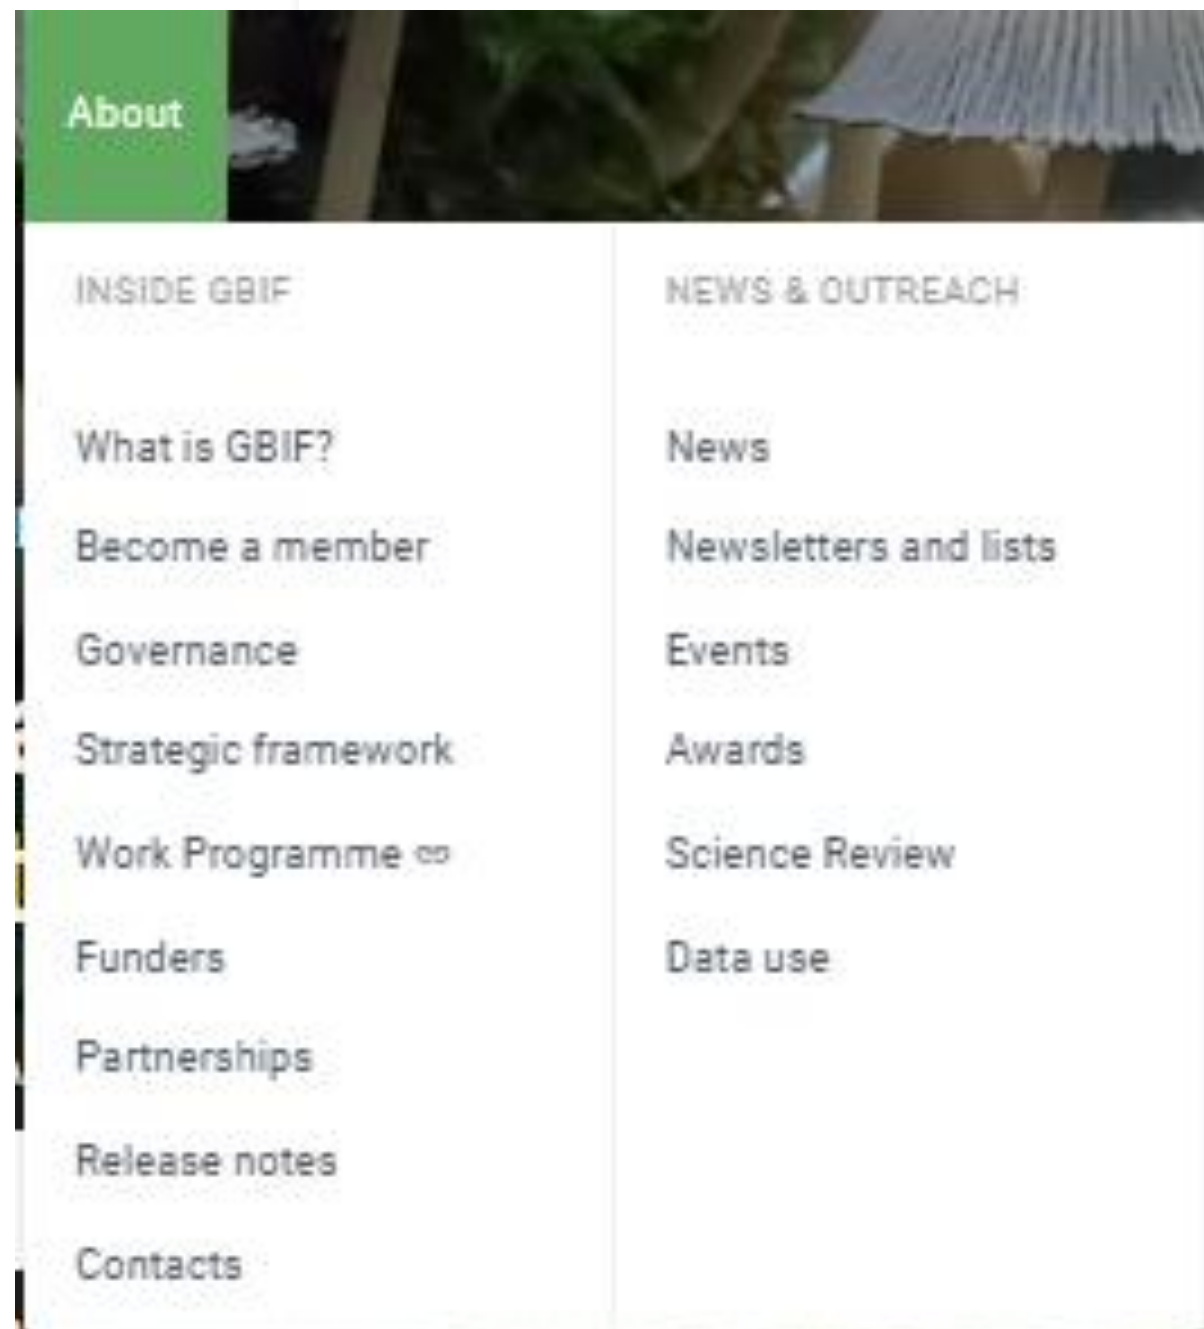 About
INSIDE GBIF
What is GBIF?
Become a member
Governance
Strategic framework
Work Programme
Funders
Partnerships
Release notes
Contacts
NEWS & OUTREACH
News
Newsletters and lists
Events
Awards
Science Review
Data use